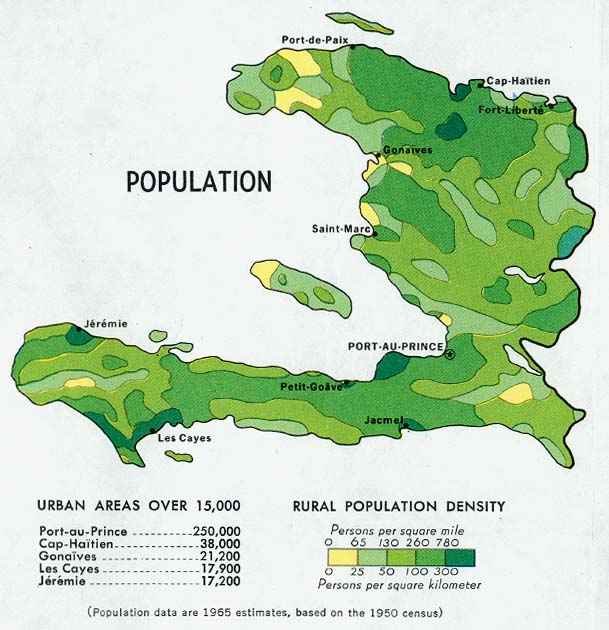 Port-de-Paix
Cap-Haïtien
Fort-Liberté
Gonaïves
POPULATION
Saint-Marc
Jérémie
PORT-AU-PRINCE
Petit-Goâve
Jacmel
Les Cayes
URBAN AREAS OVER 15,000
Port-au-Prince 250,000
Cap-Haïtien 38,000
Gonaïves 21,200
Les Cayes 17,900
Jérémie 17,200
RURAL POPULATION DENSITY
Persons per square mile
0 65 130 260 780
0 25 50 100 300
Persons per square kilometer
(Population data are 1965 estimates, based on the 1950 census)